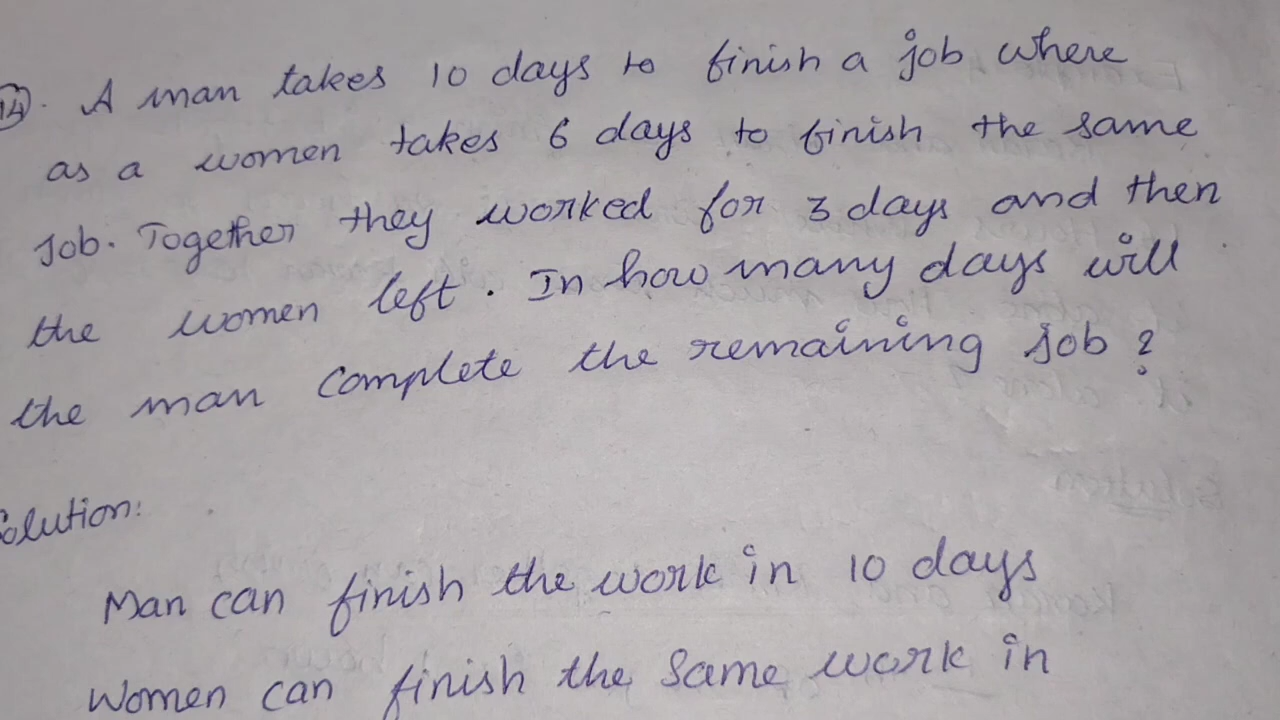 14). A man takes 10 days to finish a job where
as a women takes 6 days to finish the same
Job. Together they worked for 3 days and then
the women left. In how many days will
the man complete the remaining job?
Solution:
Man can finish the work in 10 days
Women can finish the same work in